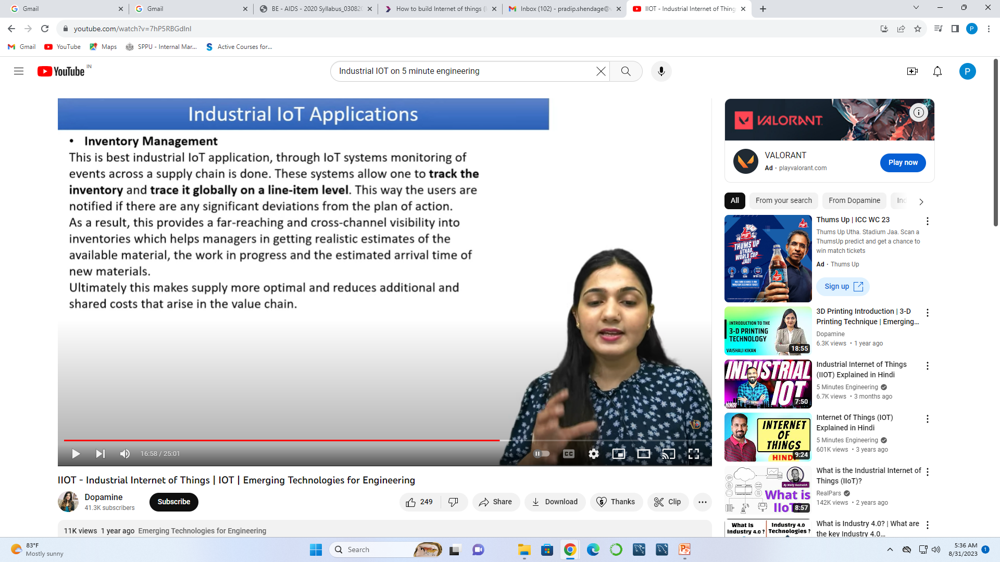 Gmail
Gmail
BE - AIDS - 2020 Syllabus_03082
How to build Internet of things (
Inbox (102) - pradip.shendage@
IIOT - Industrial Internet of Thing
youtube.com/watch?v=7hP5RBGdlnI
P
Gmail
YouTube
Maps
SPPU - Internal Mar...
Active Courses for...
YouTube IN
Industrial IOT on 5 minute engineering
P
Industrial IoT Applications
• Inventory Management
This is best industrial IoT application, through IoT systems monitoring of
events across a supply chain is done. These systems allow one to track the
inventory and trace it globally on a line-item level. This way the users are
notified if there are any significant deviations from the plan of action.
As a result, this provides a far-reaching and cross-channel visibility into
inventories which helps managers in getting realistic estimates of the
available material, the work in progress and the estimated arrival time of
new materials.
Ultimately this makes supply more optimal and reduces additional and
shared costs that arise in the value chain.
16:58 / 25:01
CC
IIOT - Industrial Internet of Things | IOT | Emerging Technologies for Engineering
Dopamine
41.3K subscribers
Subscribe
249
Share
Download
Thanks
Clip
11K views 1 year ago Emerging Technologies for Engineering
VALORANT
VALORANT
Ad · playvalorant.com
Play now
All
From your search
From Dopamine
Ind
THUMS UP
UTHAO,
WORLD CUP
JAO!
Thums Up | ICC WC 23
Thums Up Utha. Stadium Jaa. Scan a
ThumsUp predict and get a chance to
win match tickets
Ad · Thums Up
Sign up
INTRODUCTION TO THE
3-D PRINTING
TECHNOLOGY
VAISHALI KIKAN
18:55
3D Printing Introduction | 3-D
Printing Technique | Emerging...
Dopamine
6.3K views • 1 year ago
INDUSTRIAL
IOT
HINDI
7:50
Industrial Internet of Things
(IIOT) Explained in Hindi
5 Minutes Engineering
6.7K views • 3 months ago
INTERNET
OF
THINGS
HINDI
9:24
Internet Of Things (IOT)
Explained in Hindi
5 Minutes Engineering
601K views • 3 years ago
By Wally Gastreich
What is
IIoT
8:57
What is the Industrial Internet of
Things (IIoT)?
RealPars
142K views • 2 years ago
What Is
Industry 4.0 ?
Industry 4.0
Technologies ?
What is Industry 4.0? | What are
the key Industry 4.0...
83°F
Mostly sunny
Search
5:36 AM
8/31/2023
1